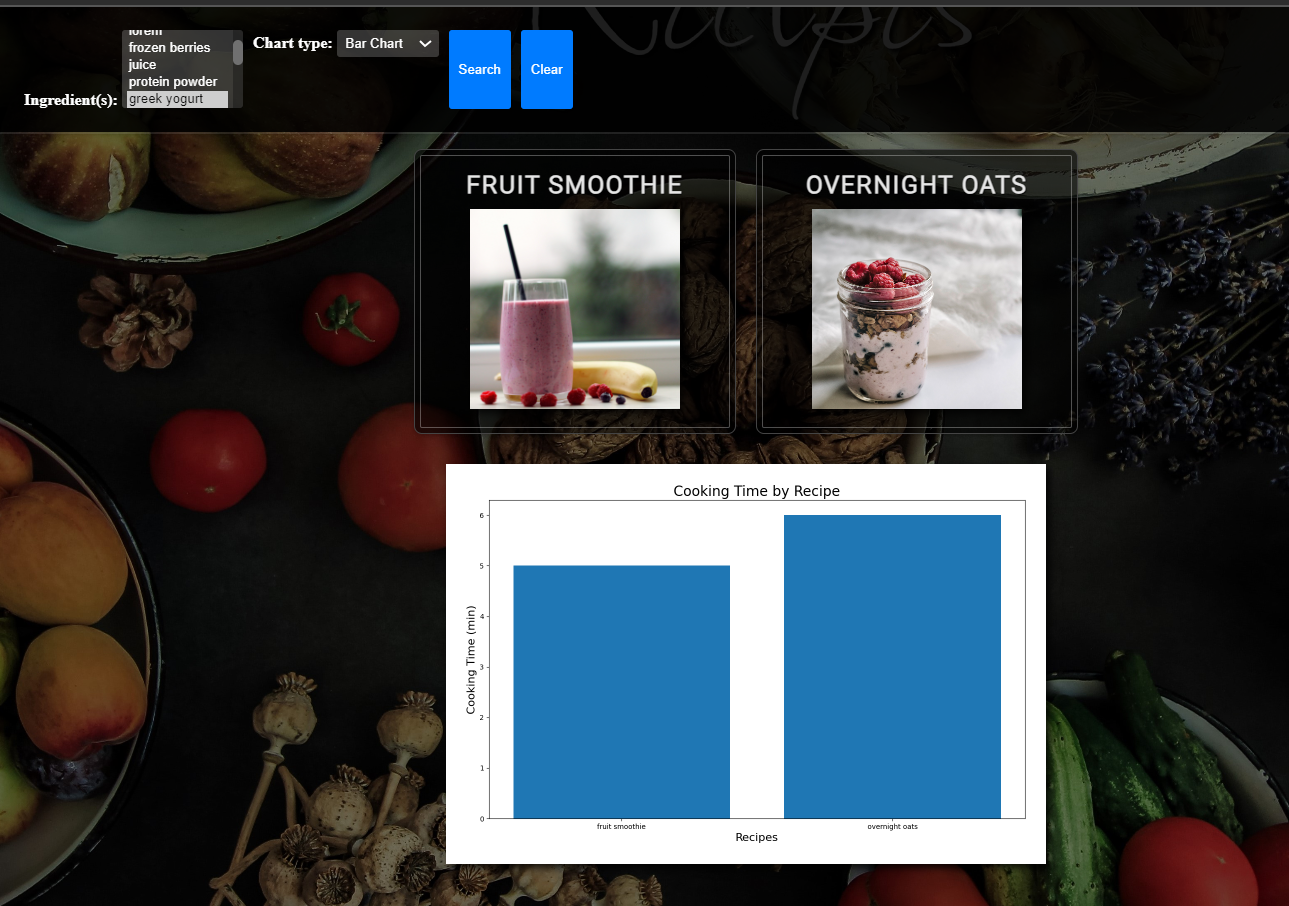 Recipes
lorem
frozen berries
juice
protein powder
greek yogurt
Ingredient(s):
Chart type:
Bar Chart
Search
Clear
FRUIT SMOOTHIE
OVERNIGHT OATS
Cooking Time by Recipe
Cooking Time (min)
6
5
4
3
2
1
0
fruit smoothie
overnight oats
Recipes